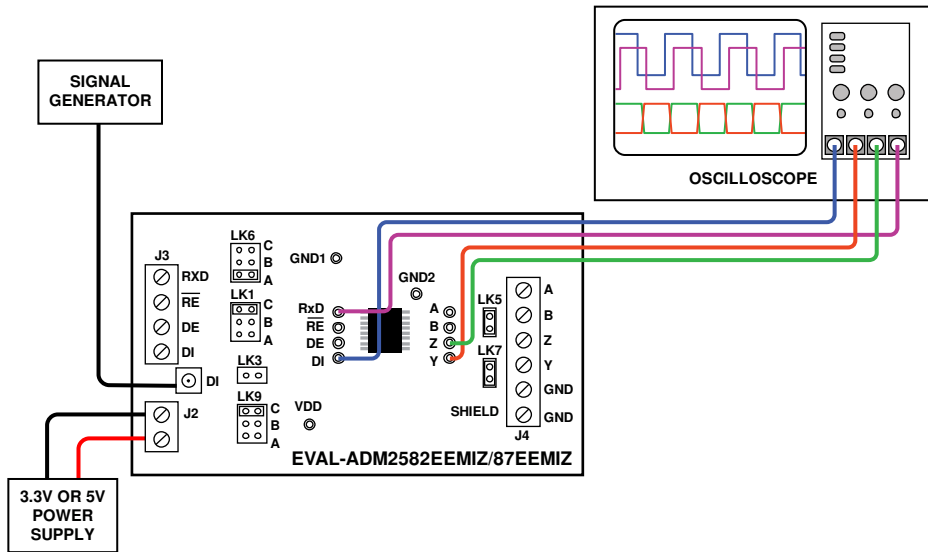 SIGNAL
GENERATOR
OSCILLOSCOPE
J3
RXD
RE
DE
DI
DI
J2
LK6
C
B
A
LK1
C
B
A
LK3
LK9
C
B
A
GND1
GND2
VDD
RxD
RE
DE
DI
A
B
Z
Y
LK5
LK7
SHIELD
A
B
Z
Y
GND
GND
J4
EVAL-ADM2582EEMIZ/87EEMIZ
3.3V OR 5V
POWER
SUPPLY